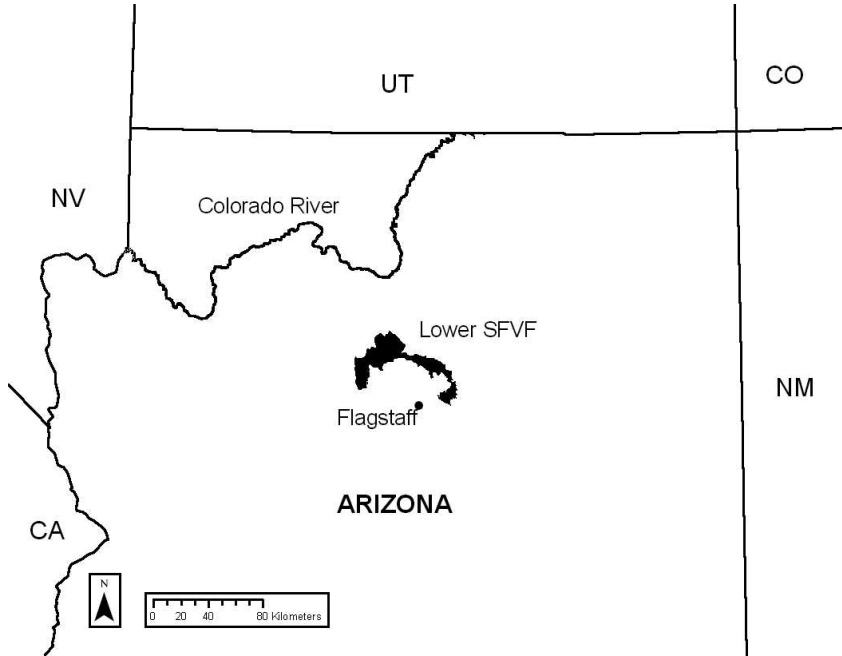 UT
CO
NV
Colorado River
Lower SFVF
NM
Flagstaff
ARIZONA
CA
N
0 20 40 80 Kilometers